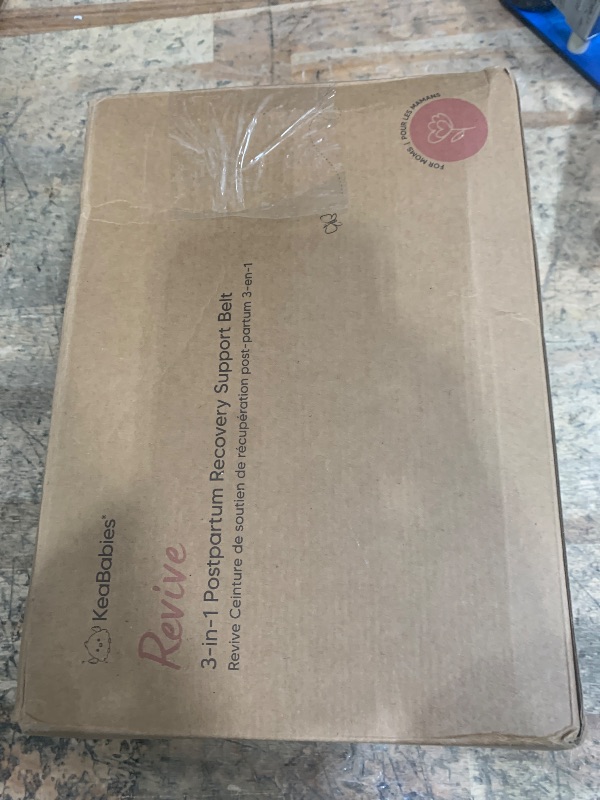 KeaBabies®
Revive
3-in-1 Postpartum Recovery Support Belt
Revive Ceinture de soutien de récupération post-partum 3-en-1
FOR MOMS | POUR LES MAMANS